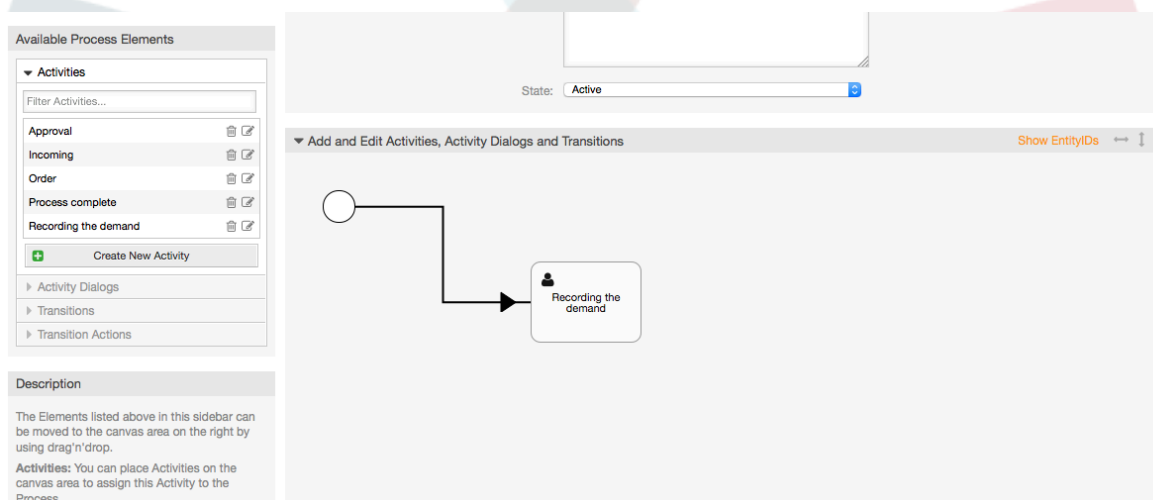 Available Process Elements
Activities
Filter Activities...
Approval
Incoming
Order
Process complete
Recording the demand
Create New Activity
Activity Dialogs
Transitions
Transition Actions
Description
The Elements listed above in this sidebar can
be moved to the canvas area on the right by
using drag'n'drop.
Activities: You can place Activities on the
canvas area to assign this Activity to the
Process.
State: Active
Add and Edit Activities, Activity Dialogs and Transitions
Show EntityIDs
Recording the
demand